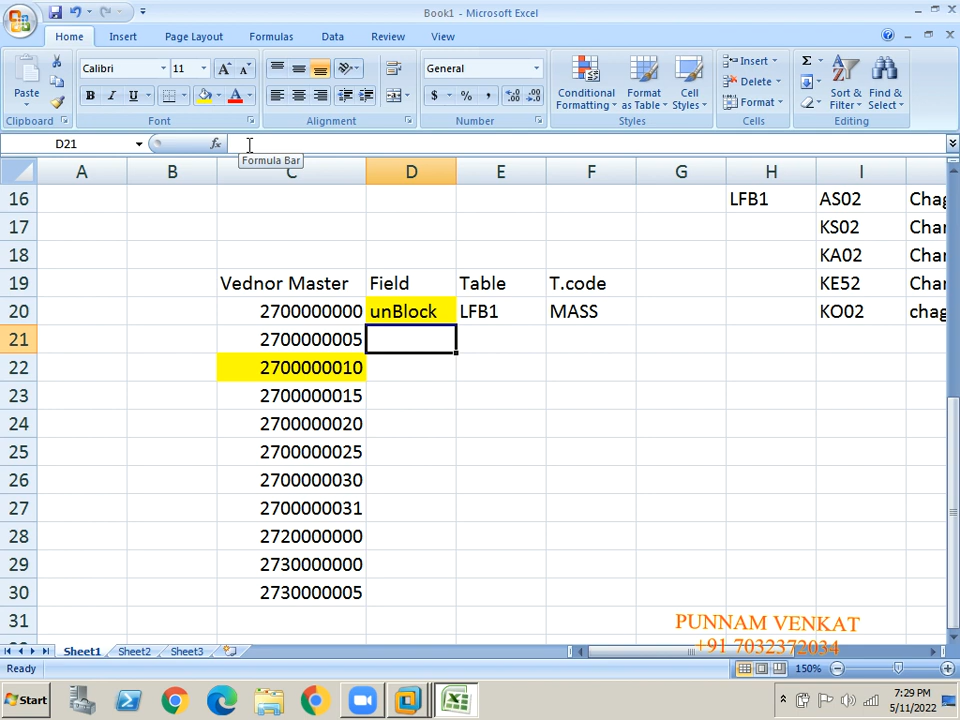 Book1 - Microsoft Excel
Home Insert Page Layout Formulas Data Review View
Paste Calibri 11 General Conditional Formatting Format as Table Cell Styles Insert Delete Format Sort & Filter Find & Select
B I U $ %
Clipboard Font Alignment Number Styles Cells Editing
D21 fx
Formula Bar
A B C D E F G H I
16 LFB1 AS02 Chag
17 KS02 Char
18 KA02 Char
19 Vednor Master Field Table T.code KE52 Char
20 2700000000 unBlock LFB1 MASS KO02 chag
21 2700000005
22 2700000010
23 2700000015
24 2700000020
25 2700000025
26 2700000030
27 2700000031
28 2720000000
29 2730000000
30 2730000005
31
PUNNAM VENKAT
+91 7032372034
Sheet1 Sheet2 Sheet3
Ready 150%
Start 7:29 PM
5/11/2022